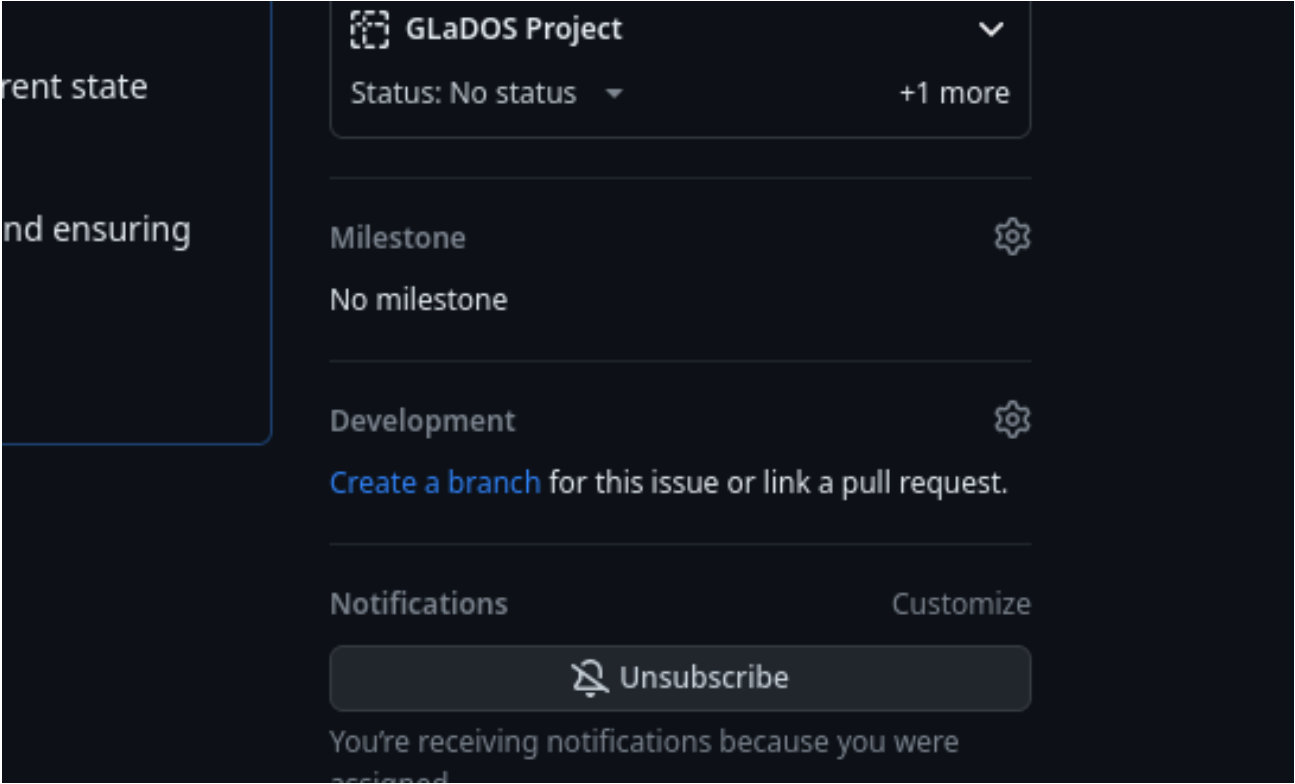 GLaDOS Project
rent state
Status: No status
+1 more
nd ensuring
Milestone
No milestone
Development
Create a branch for this issue or link a pull request.
Notifications
Customize
Unsubscribe
You're receiving notifications because you were
assigned.